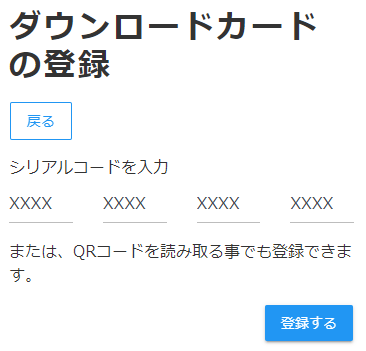 ダウンロードカード
の登録
戻る
シリアルコードを入力
XXXX XXXX XXXX XXXX
または、QRコードを読み取る事でも登録できま
す。
登録する